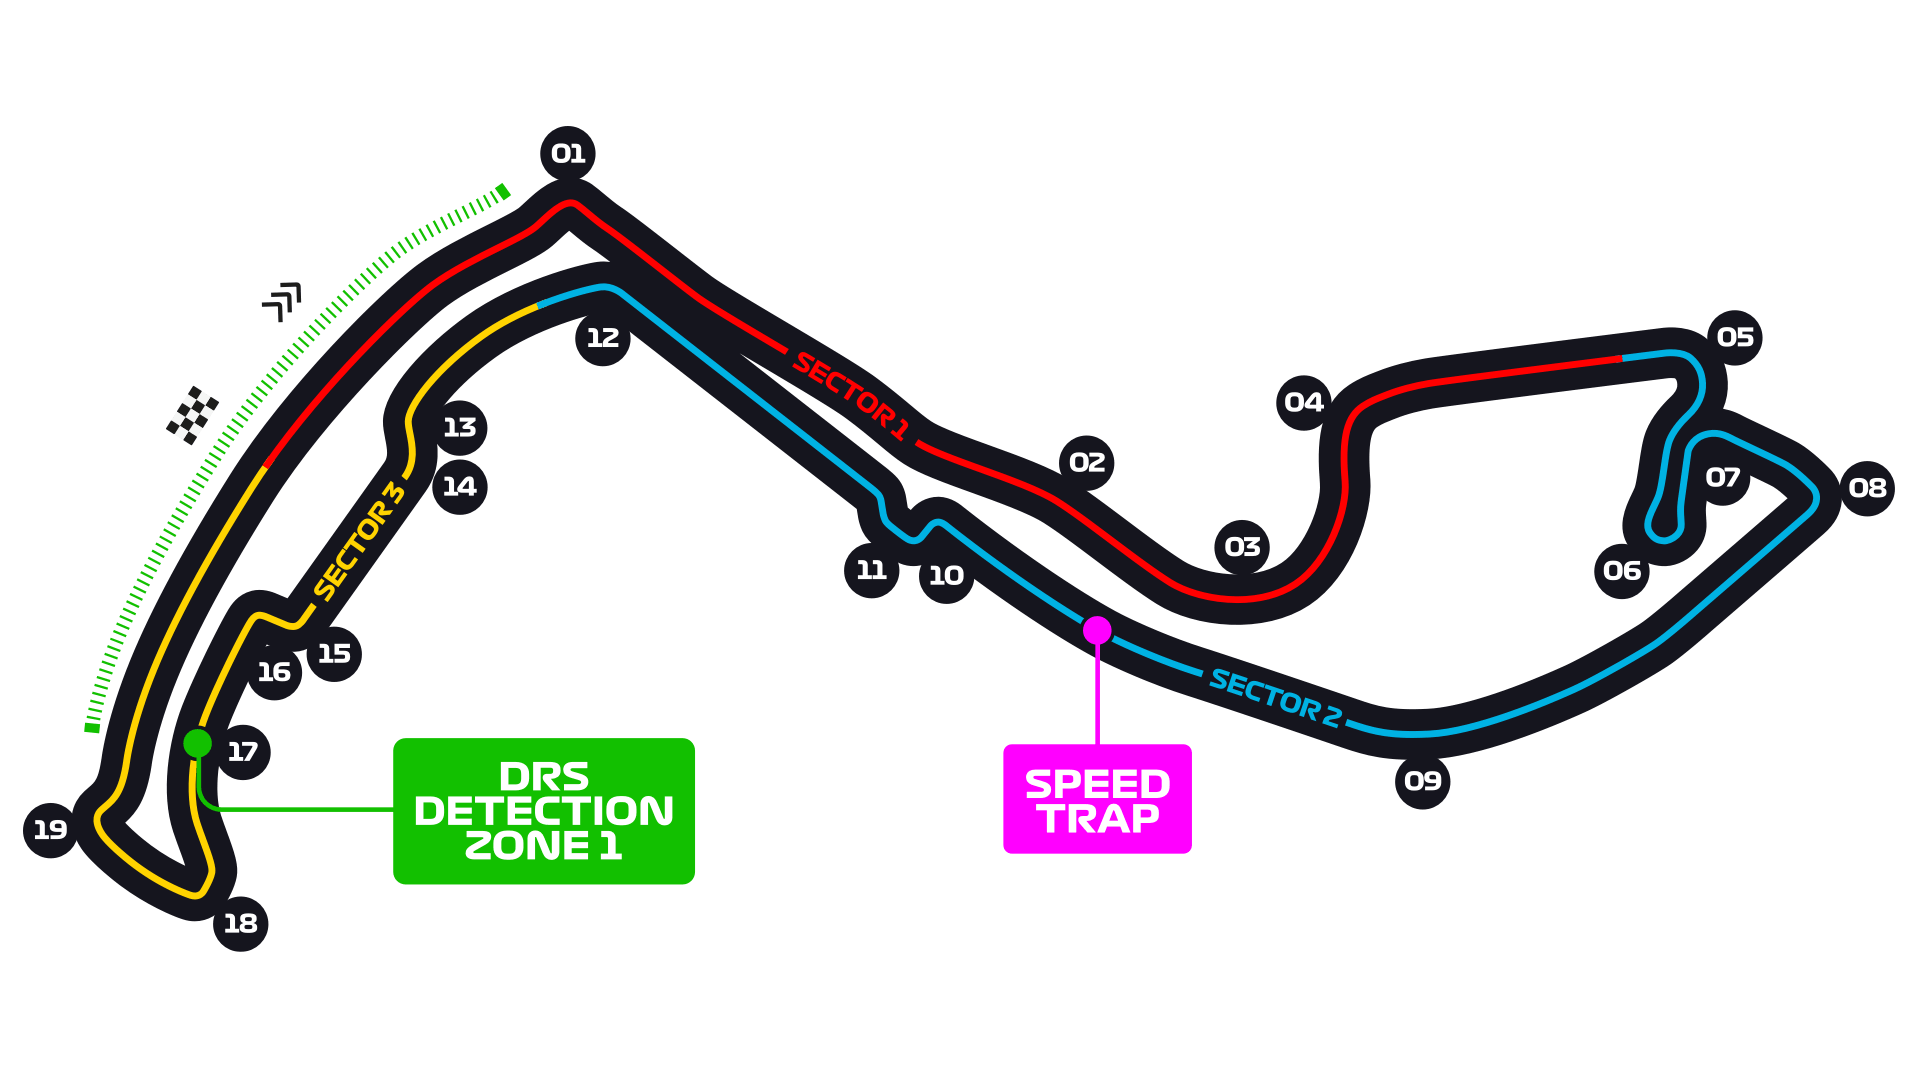 01
SECTOR 1
02
03
04
05
06
07
08
09
SECTOR 2
SPEED
TRAP
10
11
12
13
14
SECTOR 3
15
16
17
DRS
DETECTION
ZONE 1
18
19